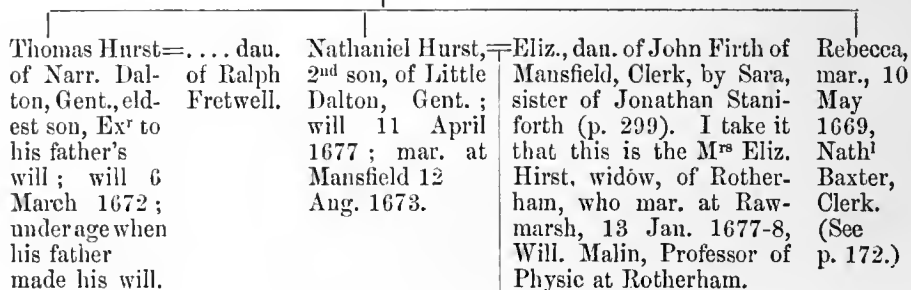 Thomas Hurst=
of Narr. Dal-
ton, Gent., eld-
est son, Exʳ to
his father's
will ; will 6
March 1672 ;
under age when
his father
made his will.
.... dau.
of Ralph
Fretwell.
Nathaniel Hurst,=
2ⁿᵈ son, of Little
Dalton, Gent. ;
will 11 April
1677 ; mar. at
Mansfield 12
Aug. 1673.
Eliz., dau. of John Firth of
Mansfield, Clerk, by Sara,
sister of Jonathan Stani-
forth (p. 299). I take it
that this is the Mʳˢ Eliz.
Hirst, widow, of Rother-
ham, who mar. at Raw-
marsh, 13 Jan. 1677-8,
Will. Malin, Professor of
Physic at Rotherham.
Rebecca,
mar., 10
May
1669,
Nathˡ
Baxter,
Clerk.
(See
p. 172.)